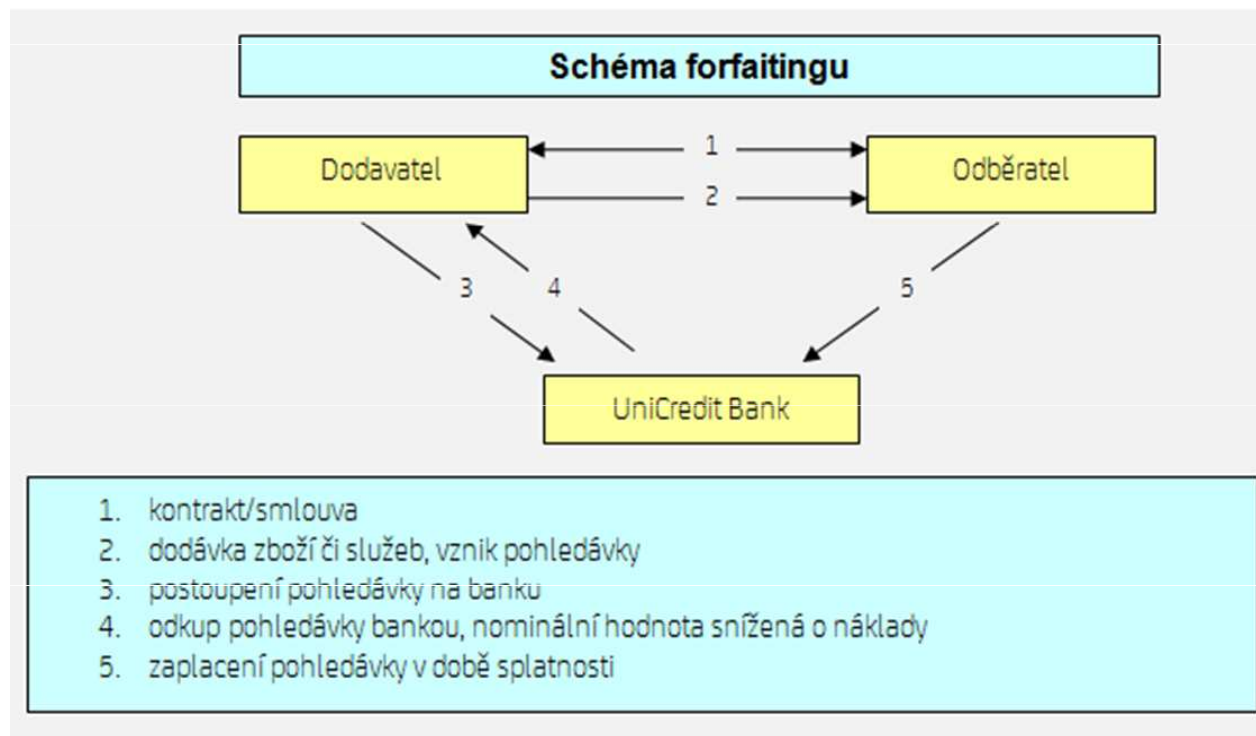 Schéma forfaitingu
Dodavatel
1
Odběratel
2
3
4
5
UniCredit Bank
1. kontrakt/smlouva
2. dodávka zboží či služeb, vznik pohledávky
3. postoupení pohledávky na banku
4. odkup pohledávky bankou, nominální hodnota snížená o náklady
5. zaplacení pohledávky v době splatnosti